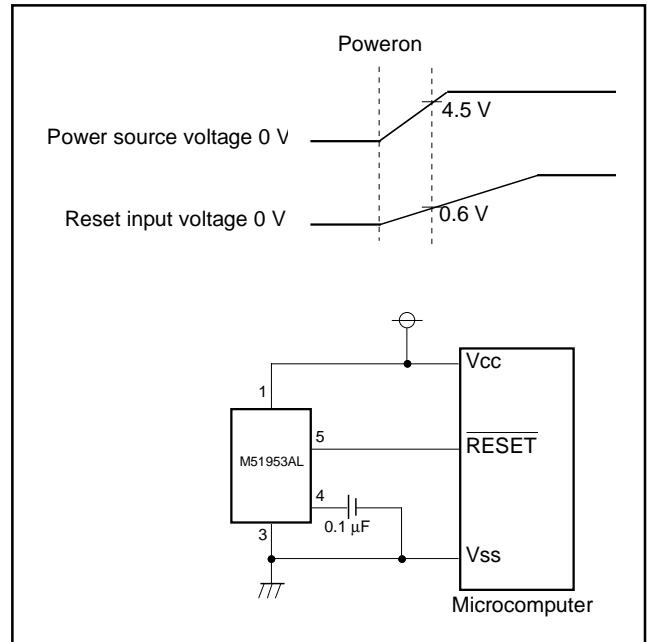 Poweron
4.5 V
Power source voltage 0 V
0.6 V
Reset input voltage 0 V
Vcc
1
5
RESET
M51953AL
4
0.1 μF
3
Vss
Microcomputer